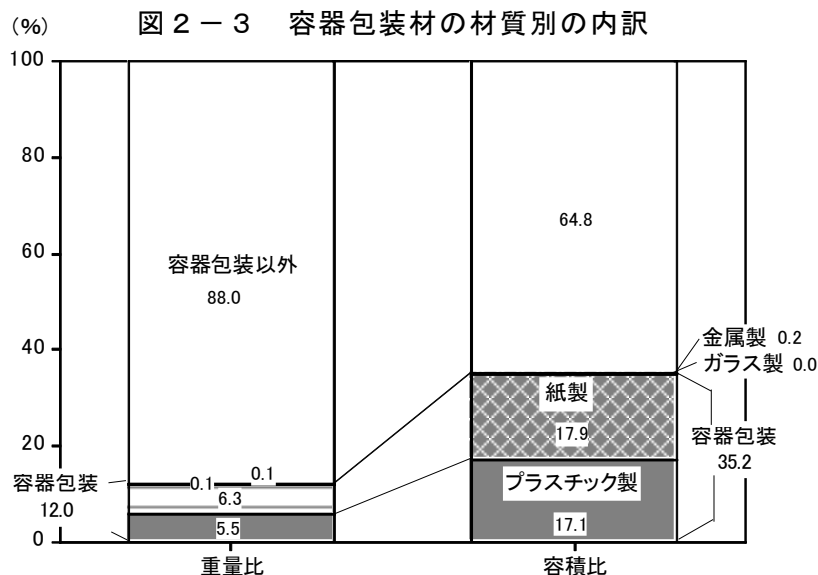 図２－３ 容器包装材の材質別の内訳
(%)
100
80
60
40
20
0
容器包装以外
88.0
0.1
0.1
6.3
5.5
容器包装
12.0
重量比
64.8
紙製
17.9
プラスチック製
17.1
容積比
金属製 0.2
ガラス製 0.0
容器包装
35.2